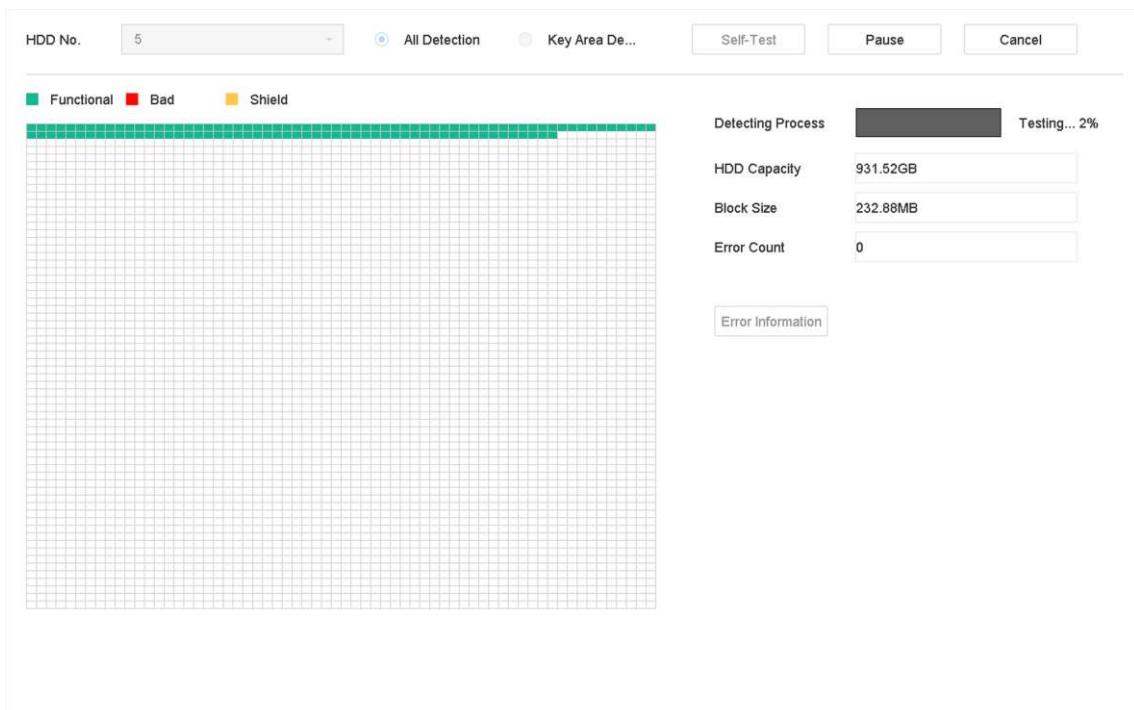 HDD No. 5 All Detection Key Area De... Self-Test Pause Cancel
Functional Bad Shield
Detecting Process Testing... 2%
HDD Capacity 931.52GB
Block Size 232.88MB
Error Count 0
Error Information